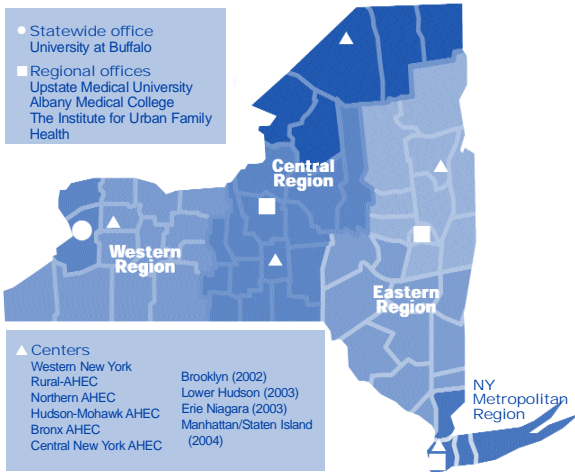 Statewide office
University at Buffalo
Regional offices
Upstate Medical University
Albany Medical College
The Institute for Urban Family
Health
Central
Region
Western
Region
Eastern
Region
NY
Metropolitan
Region
Centers
Western New York
Rural-AHEC
Northern AHEC
Hudson-Mohawk AHEC
Bronx AHEC
Central New York AHEC
Brooklyn (2002)
Lower Hudson (2003)
Erie Niagara (2003)
Manhattan/Staten Island
(2004)